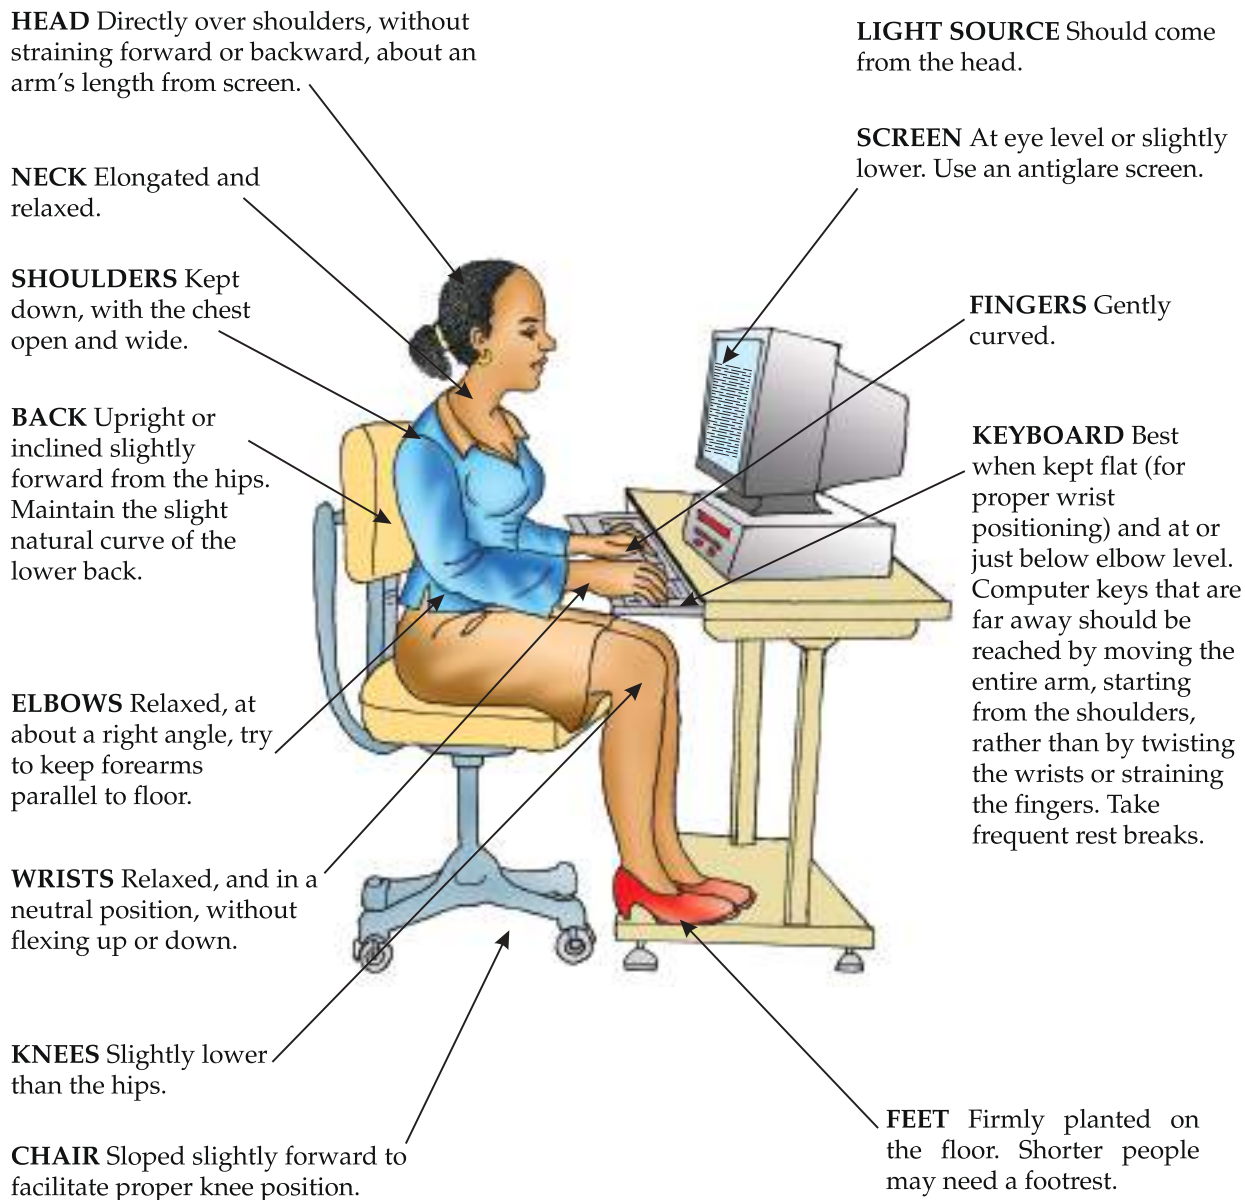 HEAD Directly over shoulders, without
straining forward or backward, about an
arm's length from screen.
NECK Elongated and
relaxed.
SHOULDERS Kept
down, with the chest
open and wide.
BACK Upright or
inclined slightly
forward from the hips.
Maintain the slight
natural curve of the
lower back.
ELBOWS Relaxed, at
about a right angle, try
to keep forearms
parallel to floor.
WRISTS Relaxed, and in a
neutral position, without
flexing up or down.
KNEES Slightly lower
than the hips.
CHAIR Sloped slightly forward to
facilitate proper knee position.
LIGHT SOURCE Should come
from the head.
SCREEN At eye level or slightly
lower. Use an antiglare screen.
FINGERS Gently
curved.
KEYBOARD Best
when kept flat (for
proper wrist
positioning) and at or
just below elbow level.
Computer keys that are
far away should be
reached by moving the
entire arm, starting
from the shoulders,
rather than by twisting
the wrists or straining
the fingers. Take
frequent rest breaks.
FEET Firmly planted on
the floor. Shorter people
may need a footrest.